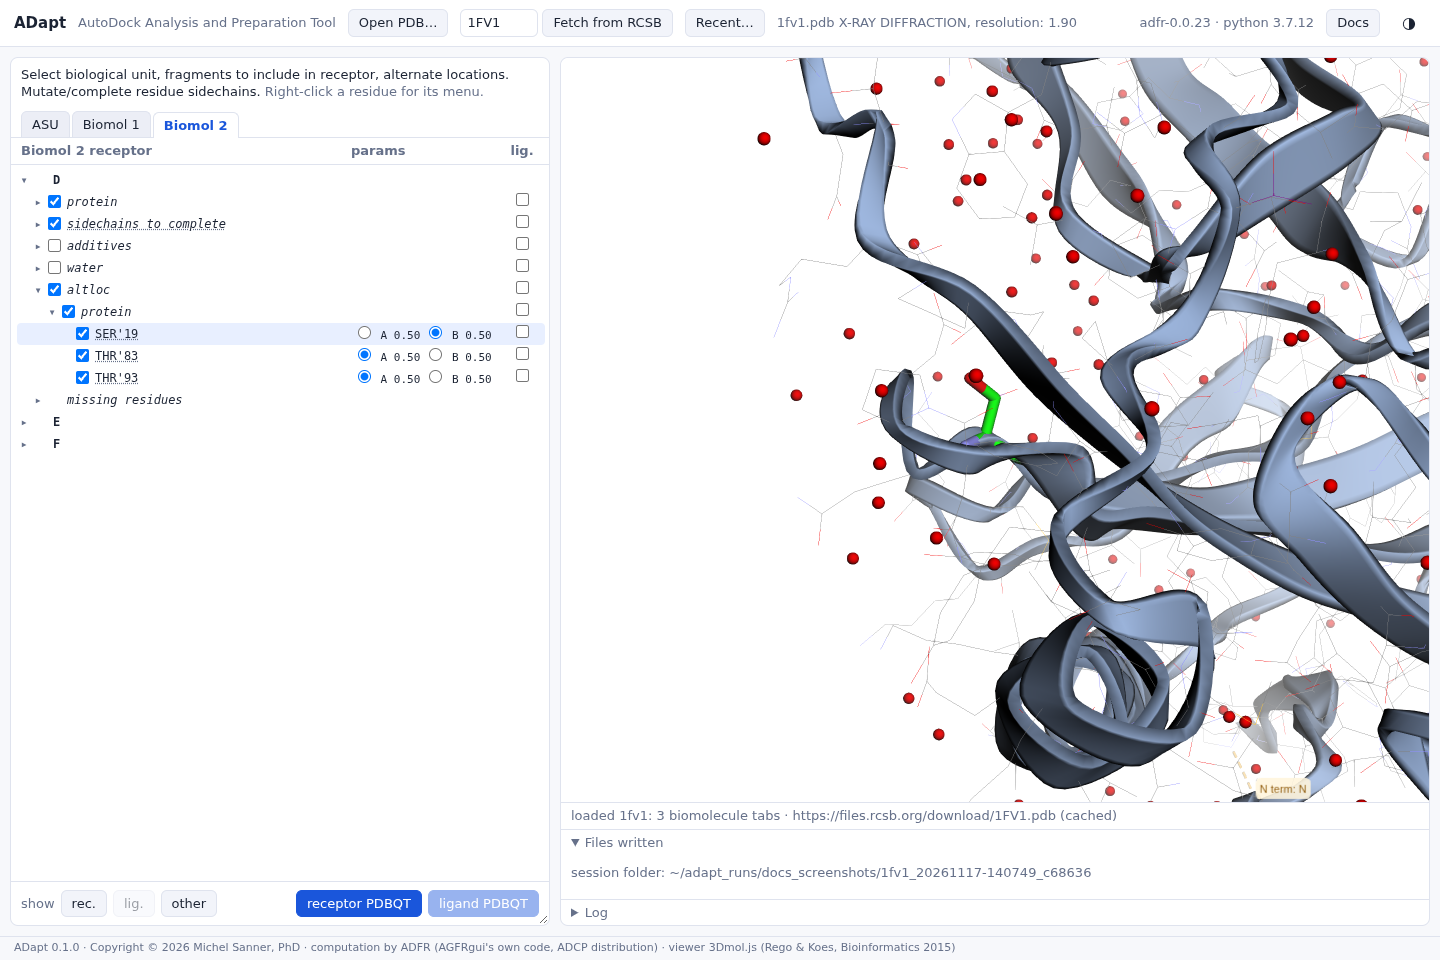 ADapt AutoDock Analysis and Preparation Tool Open PDB... 1FV1 Fetch from RCSB Recent... 1fv1.pdb X-RAY DIFFRACTION, resolution: 1.90 adfr-0.0.23 · python 3.7.12 Docs
Select biological unit, fragments to include in receptor, alternate locations.
Mutate/complete residue sidechains. Right-click a residue for its menu.
ASU Biomol 1 Biomol 2
Biomol 2 receptor params lig.
D
protein
sidechains to complete
additives
water
altloc
protein
SER'19 A 0.50 B 0.50
THR'83 A 0.50 B 0.50
THR'93 A 0.50 B 0.50
missing residues
E
F
show rec. lig. other receptor PDBQT ligand PDBQT
N term: N
loaded 1fv1: 3 biomolecule tabs · https://files.rcsb.org/download/1FV1.pdb (cached)
▼ Files written
session folder: ~/adapt_runs/docs_screenshots/1fv1_20261117-140749_c68636
▶ Log
ADapt 0.1.0 · Copyright © 2026 Michel Sanner, PhD · computation by ADFR (AGFRgui's own code, ADCP distribution) · viewer 3Dmol.js (Rego & Koes, Bioinformatics 2015)